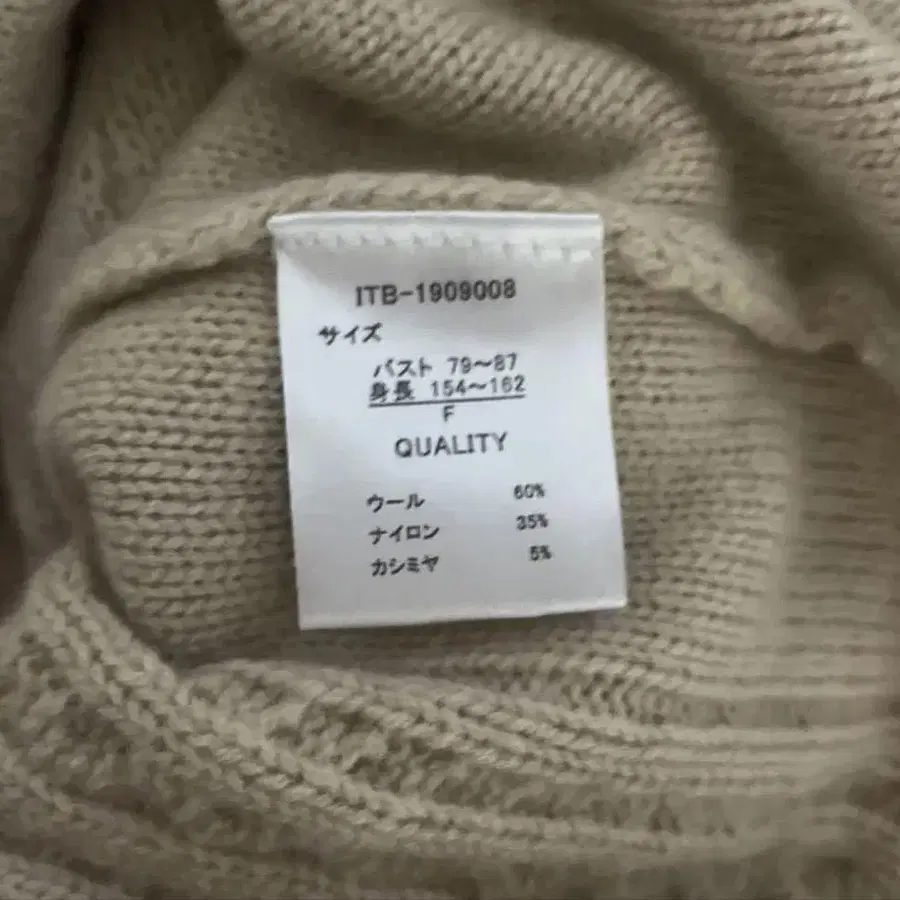 ITB-1909008
サイズ
バスト 79～87
身長 154～162
F
QUALITY
ウール 60%
ナイロン 35%
カシミヤ 5%